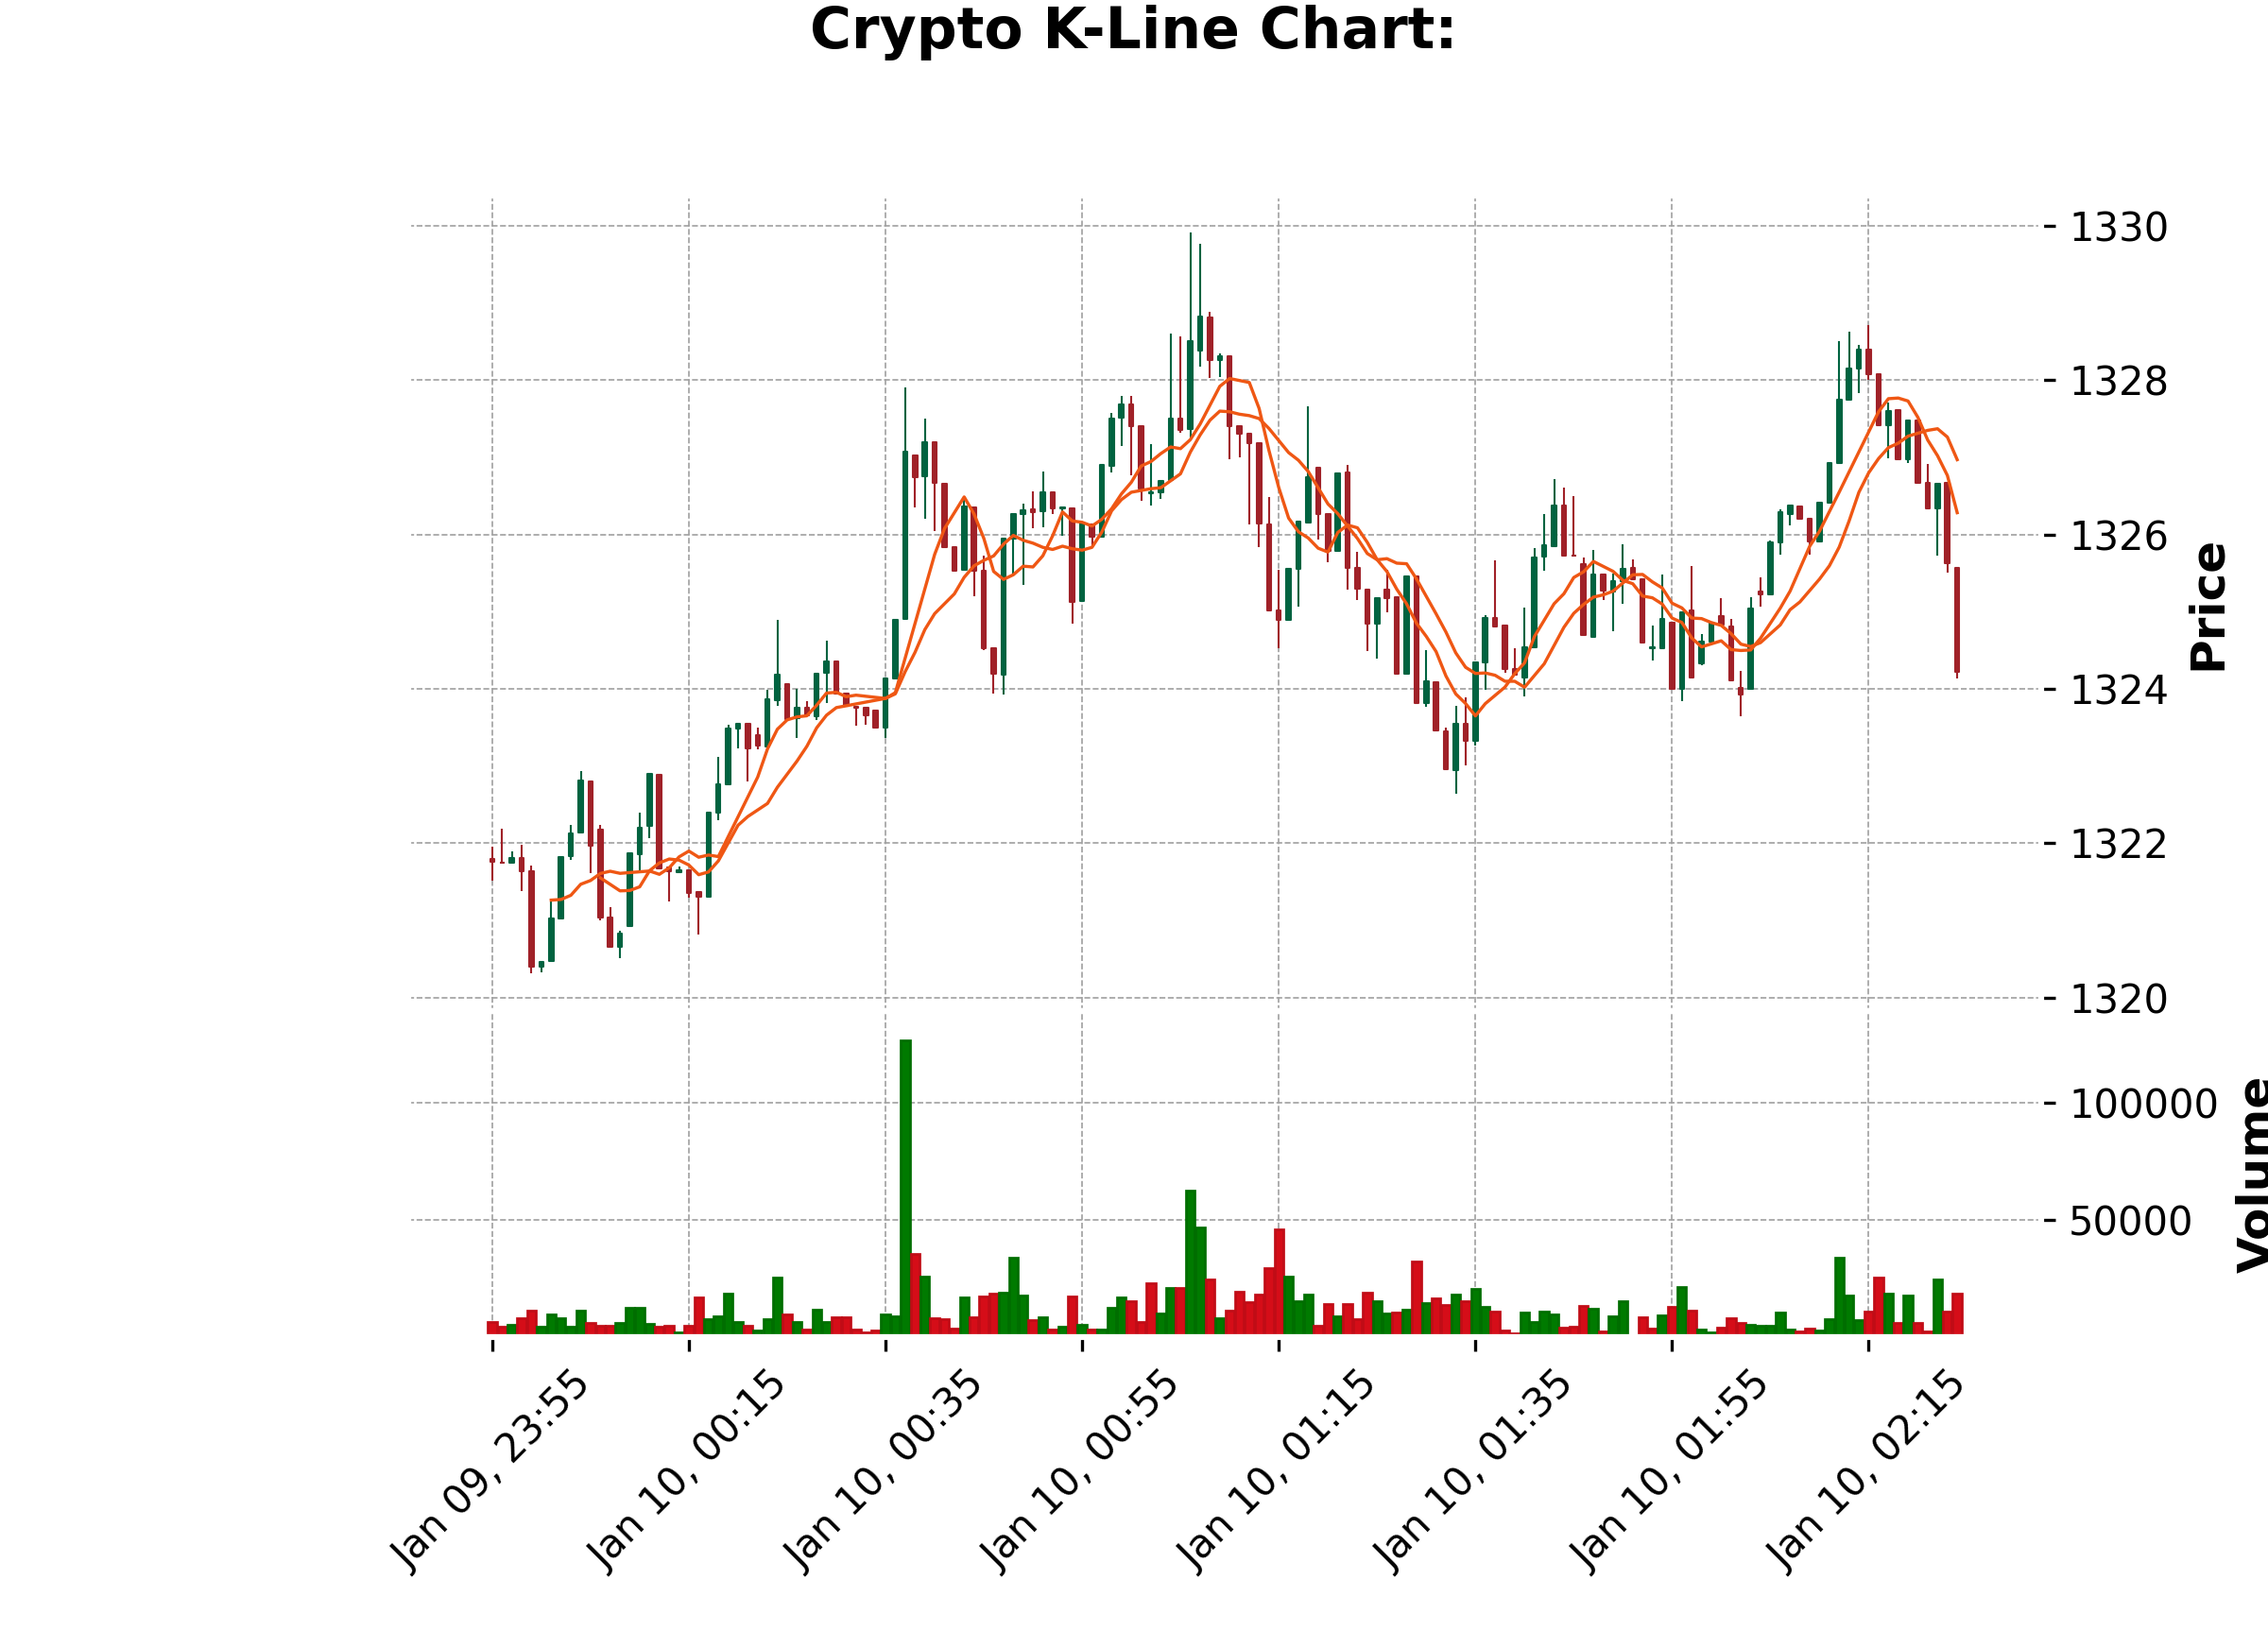 Crypto K-Line Chart:
1330
1328
1326
1324
1322
1320
Price
100000
50000
Volume
Jan 09, 23:55
Jan 10, 00:15
Jan 10, 00:35
Jan 10, 00:55
Jan 10, 01:15
Jan 10, 01:35
Jan 10, 01:55
Jan 10, 02:15